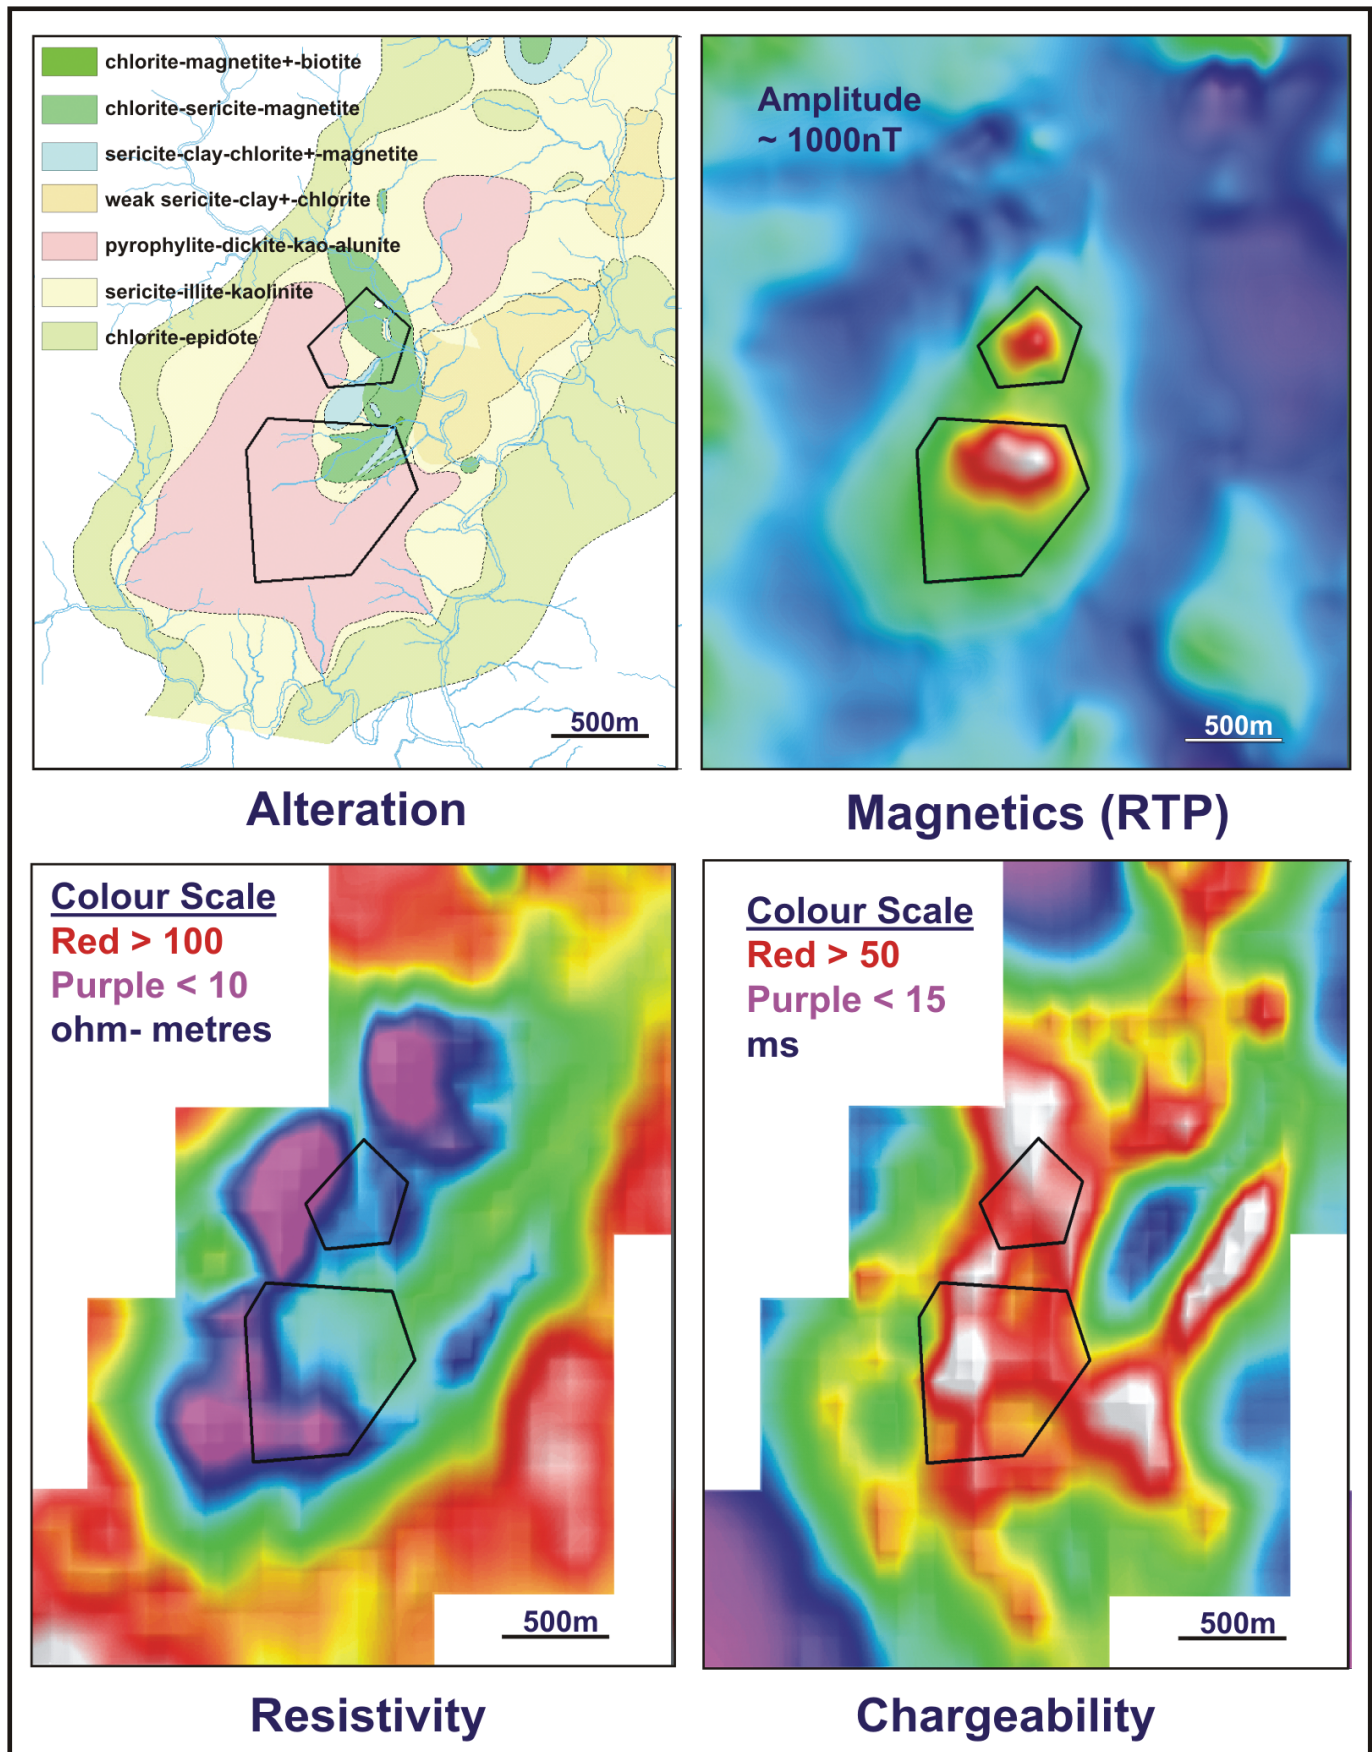 chlorite-magnetite+-biotite
chlorite-sericite-magnetite
sericite-clay-chlorite+-magnetite
weak sericite-clay+-chlorite
pyrophylite-dickite-kao-alunite
sericite-illite-kaolinite
chlorite-epidote
500m
Alteration
Amplitude
~ 1000nT
500m
Magnetics (RTP)
Colour Scale
Red > 100
Purple < 10
ohm- metres
500m
Resistivity
Colour Scale
Red > 50
Purple < 15
ms
500m
Chargeability